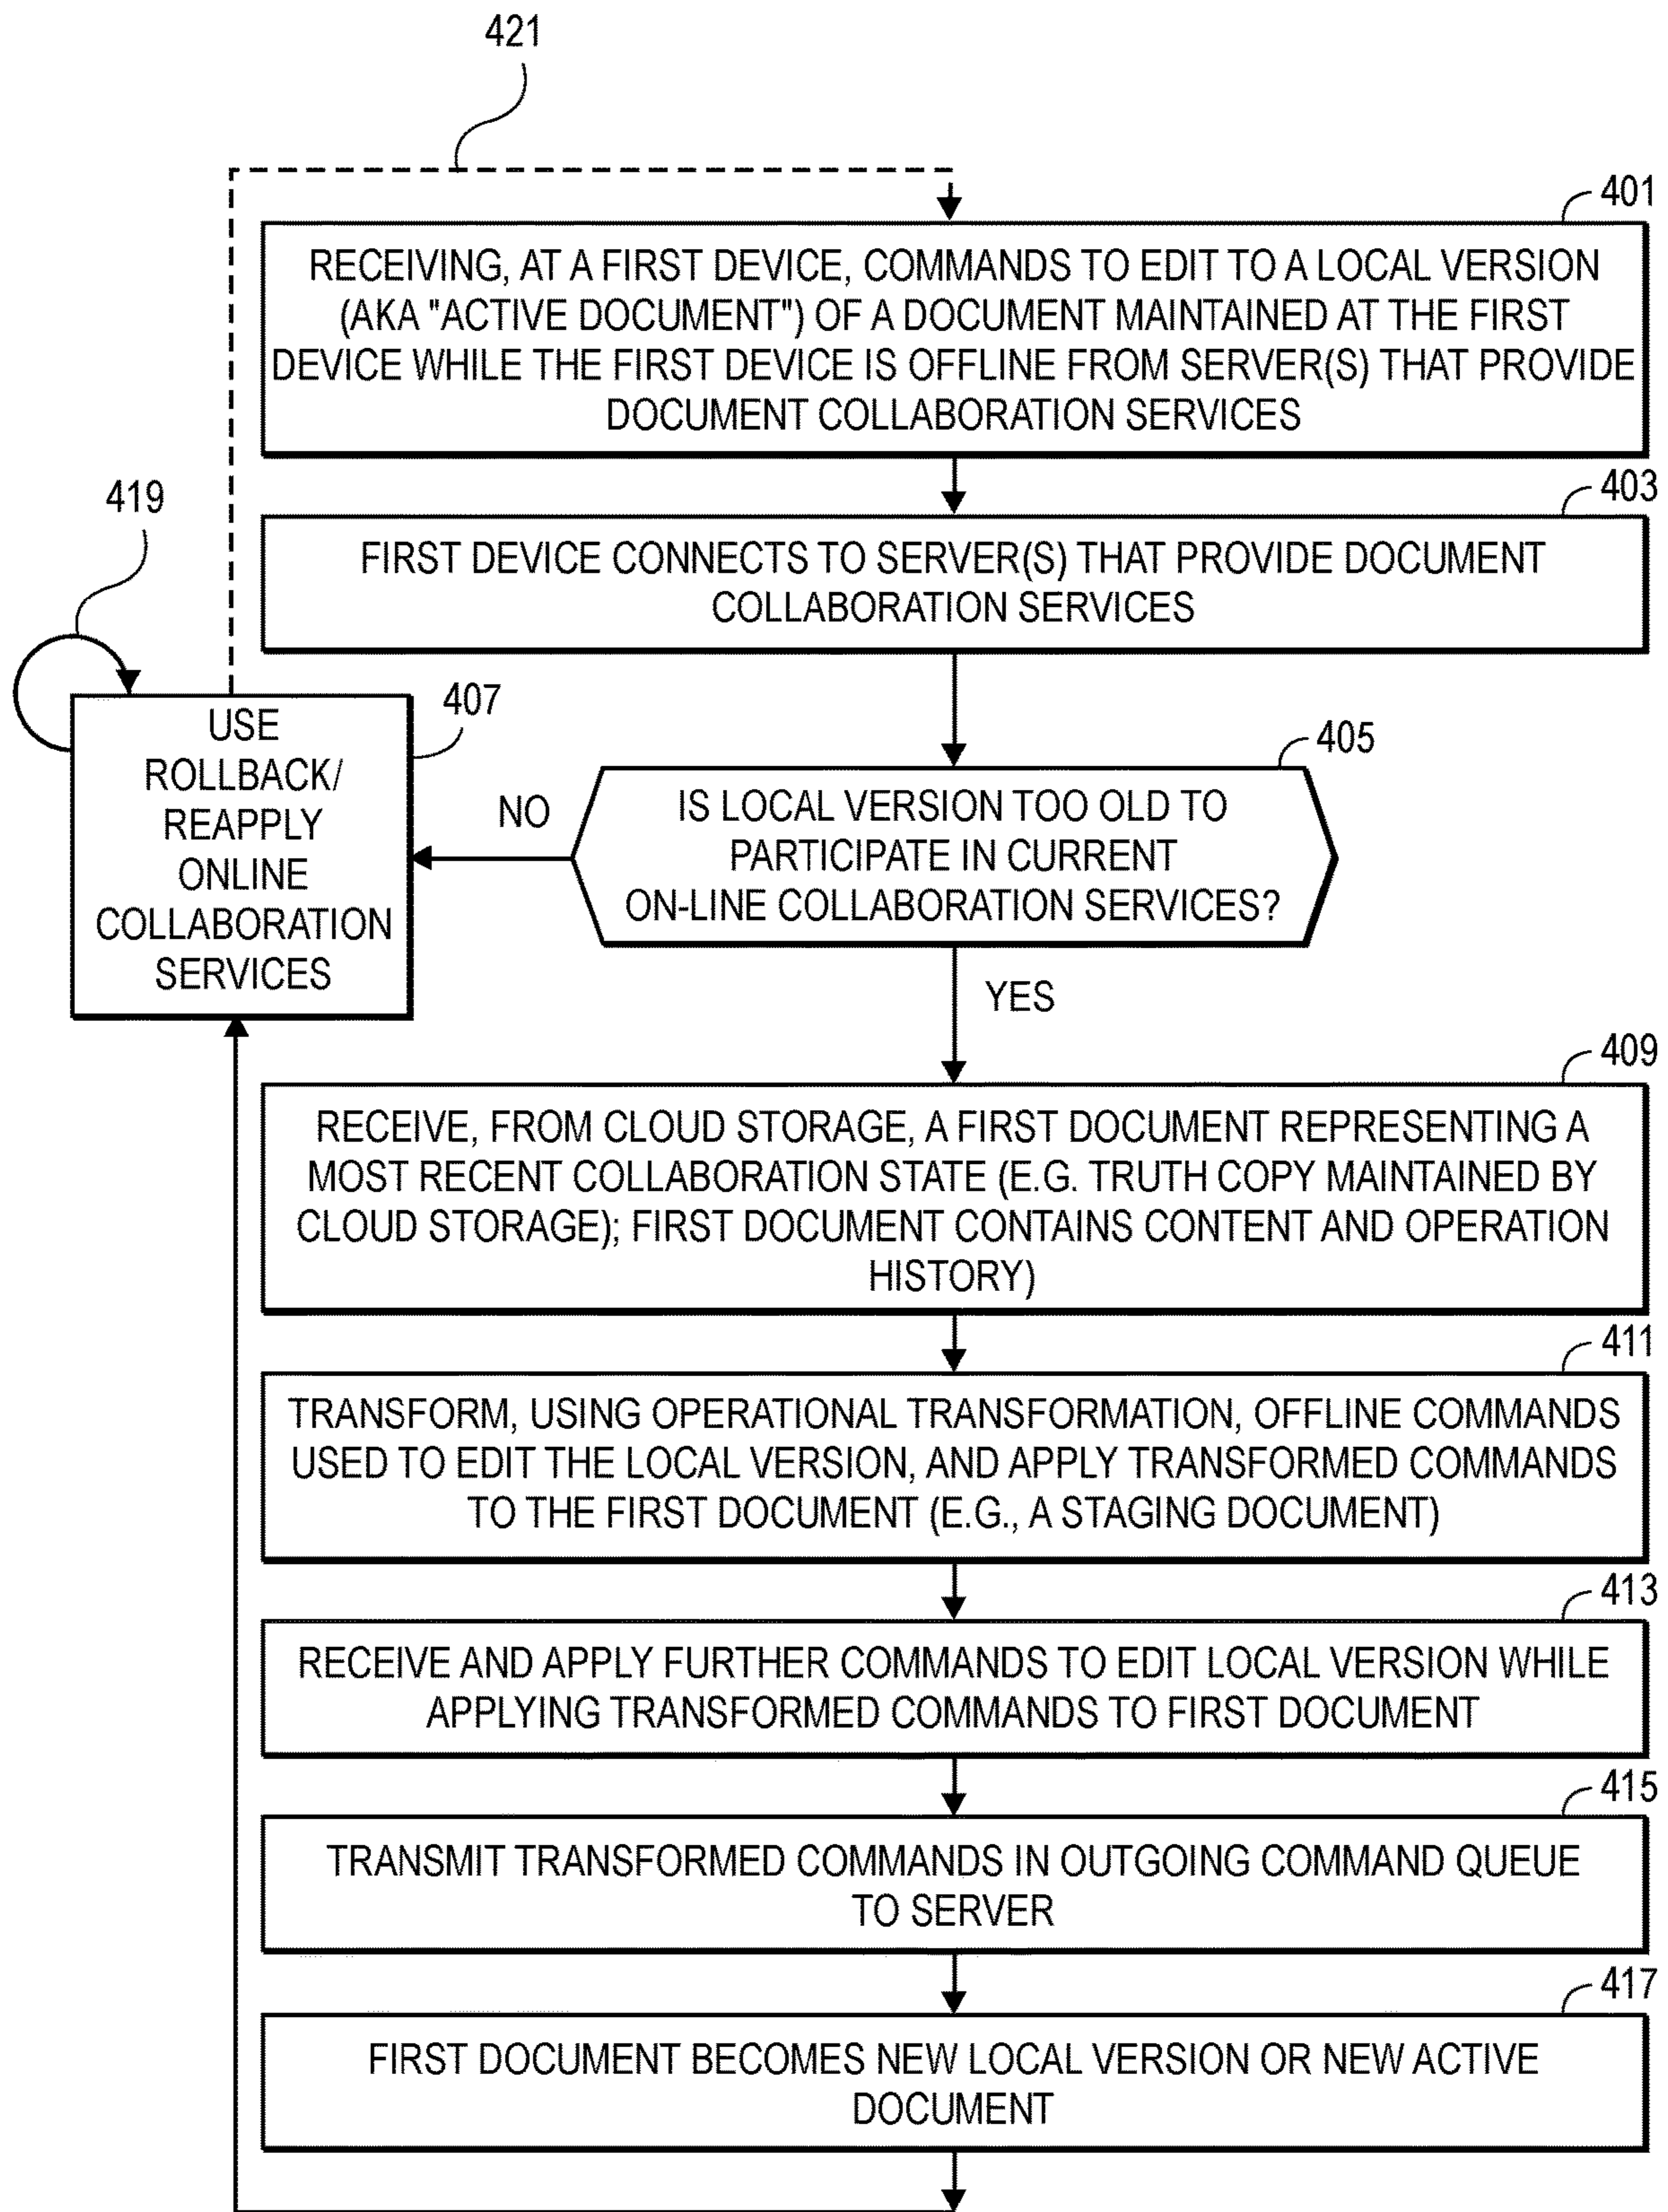 421
401
RECEIVING, AT A FIRST DEVICE, COMMANDS TO EDIT TO A LOCAL VERSION
(AKA "ACTIVE DOCUMENT") OF A DOCUMENT MAINTAINED AT THE FIRST
DEVICE WHILE THE FIRST DEVICE IS OFFLINE FROM SERVER(S) THAT PROVIDE
DOCUMENT COLLABORATION SERVICES
403
FIRST DEVICE CONNECTS TO SERVER(S) THAT PROVIDE DOCUMENT
COLLABORATION SERVICES
419
407
USE
ROLLBACK/
REAPPLY
ONLINE
COLLABORATION
SERVICES
NO
405
IS LOCAL VERSION TOO OLD TO
PARTICIPATE IN CURRENT
ON-LINE COLLABORATION SERVICES?
YES
409
RECEIVE, FROM CLOUD STORAGE, A FIRST DOCUMENT REPRESENTING A
MOST RECENT COLLABORATION STATE (E.G. TRUTH COPY MAINTAINED BY
CLOUD STORAGE); FIRST DOCUMENT CONTAINS CONTENT AND OPERATION
HISTORY)
411
TRANSFORM, USING OPERATIONAL TRANSFORMATION, OFFLINE COMMANDS
USED TO EDIT THE LOCAL VERSION, AND APPLY TRANSFORMED COMMANDS
TO THE FIRST DOCUMENT (E.G., A STAGING DOCUMENT)
413
RECEIVE AND APPLY FURTHER COMMANDS TO EDIT LOCAL VERSION WHILE
APPLYING TRANSFORMED COMMANDS TO FIRST DOCUMENT
415
TRANSMIT TRANSFORMED COMMANDS IN OUTGOING COMMAND QUEUE
TO SERVER
417
FIRST DOCUMENT BECOMES NEW LOCAL VERSION OR NEW ACTIVE
DOCUMENT